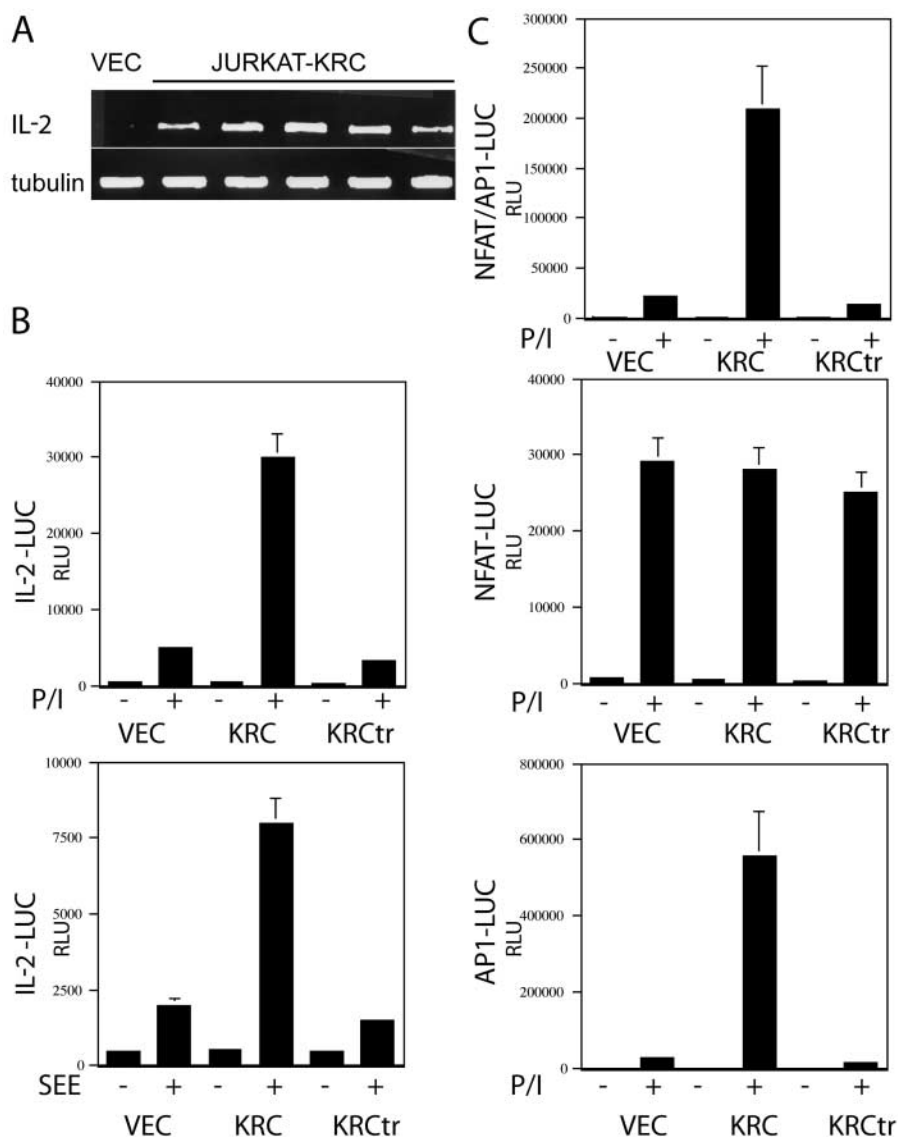 A
VEC JURKAT-KRC
IL-2
tubulin
B
IL-2-LUC
RLU
40000
30000
20000
10000
0
P/I - + - + - +
VEC KRC KRCtr
IL-2-LUC
RLU
10000
7500
5000
2500
0
SEE - + - + - +
VEC KRC KRCtr
C
NFAT/AP1-LUC
RLU
300000
250000
200000
150000
100000
50000
0
P/I - + - + - +
VEC KRC KRCtr
NFAT-LUC
RLU
40000
30000
20000
10000
0
P/I - + - + - +
VEC KRC KRCtr
AP1-LUC
RLU
800000
600000
400000
200000
0
P/I - + - + - +
VEC KRC KRCtr